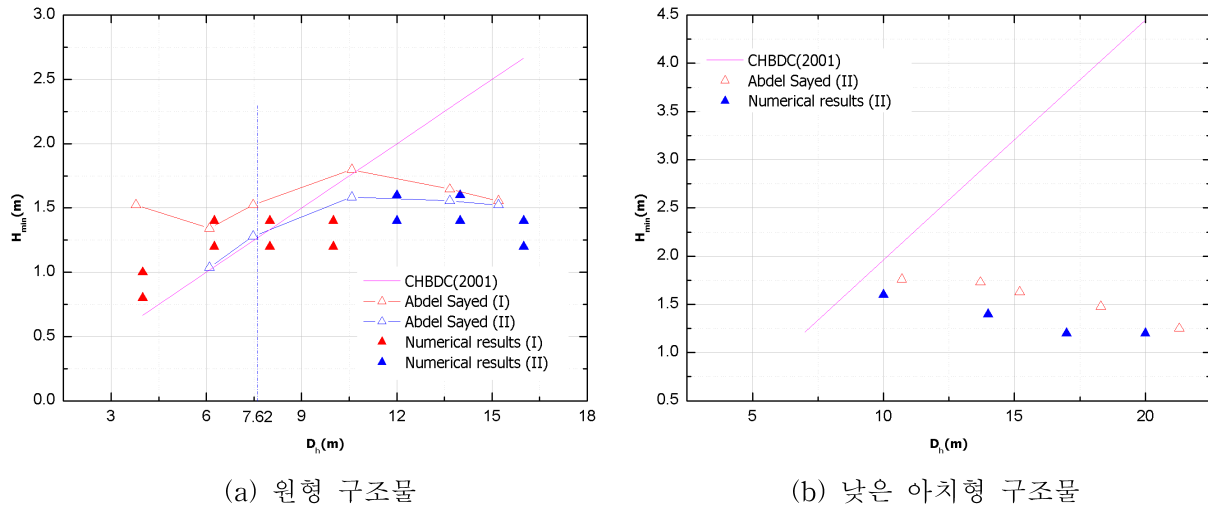 3.0
2.5
2.0
1.5
1.0
0.5
0.0
H_min(m)
CHBDC(2001)
Abdel Sayed (I)
Abdel Sayed (II)
Numerical results (I)
Numerical results (II)
3 6 7.62 9 12 15 18
D_h(m)
(a) 원형 구조물
4.5
4.0
3.5
3.0
2.5
2.0
1.5
1.0
0.5
H_min(m)
CHBDC(2001)
Abdel Sayed (II)
Numerical results (II)
5 10 15 20
D_h(m)
(b) 낮은 아치형 구조물